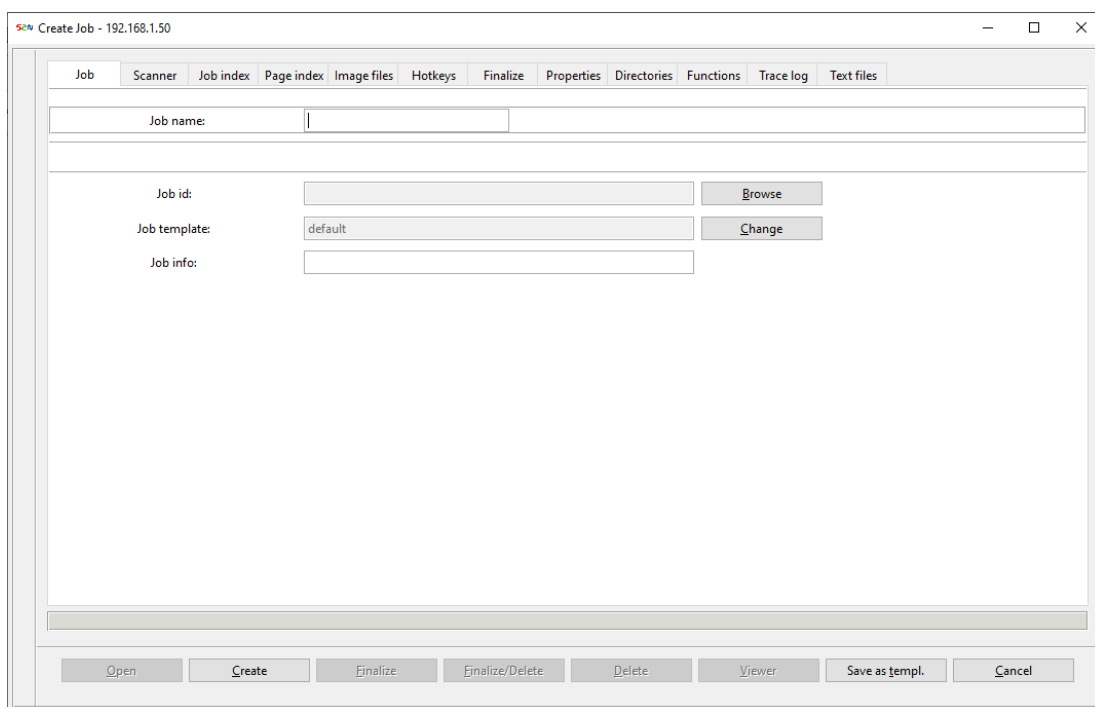 SCN Create Job - 192.168.1.50
Job Scanner Job index Page index Image files Hotkeys Finalize Properties Directories Functions Trace log Text files
Job name:
Job id: Browse
Job template: default Change
Job info:
Open Create Finalize Finalize/Delete Delete Viewer Save as templ. Cancel